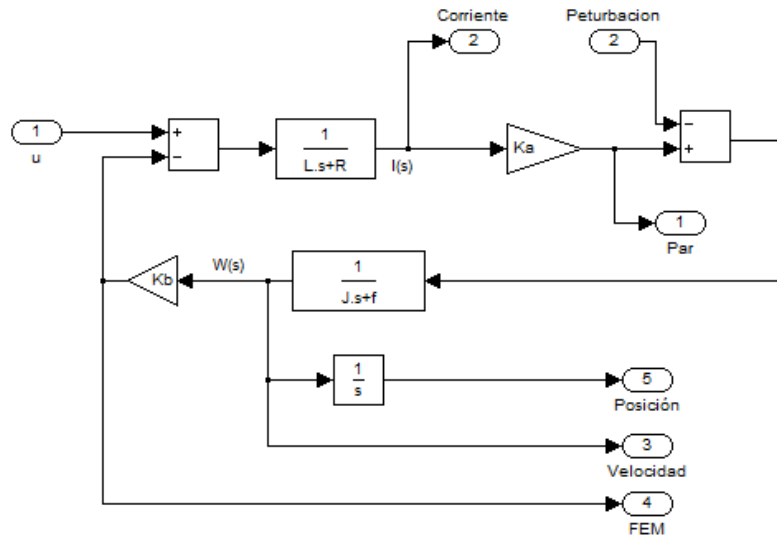 Corriente
Peturbacion
2
2
1
u
+
−
1
L.s+R
I(s)
Ka
−
+
1
Par
Kb
W(s)
1
J.s+f
1
s
5
Posición
3
Velocidad
4
FEM